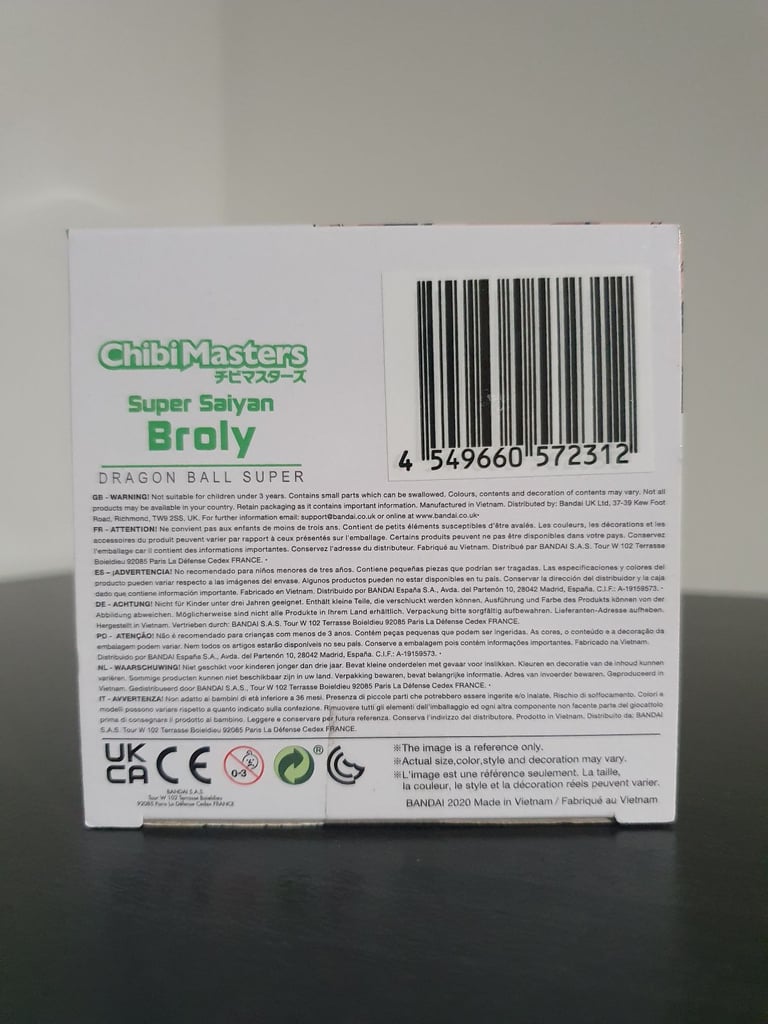 ChibiMasters
チビマスターズ
Super Saiyan
Broly
DRAGON BALL SUPER
4 549660 572312
GB - WARNING! Not suitable for children under 3 years. Contains small parts which can be swallowed. Colours, contents and decoration of contents may vary. Not all
products may be available in your country. Retain packaging as it contains important information. Manufactured in Vietnam. Distributed by: Bandai UK Ltd, 37-39 Kew Foot
Road, Richmond, TW9 2SS, UK. For further information email: support@bandai.co.uk or online at www.bandai.co.uk•
FR - ATTENTION! Ne convient pas aux enfants de moins de trois ans. Contient de petits éléments susceptibles d'être avalés. Les couleurs, les décorations et les
accessoires du produit peuvent varier par rapport à ceux présentés sur l'emballage. Certains produits peuvent ne pas être disponibles dans votre pays. Conservez
l'emballage car il contient des informations importantes. Conservez l'adresse du distributeur. Fabriqué au Vietnam. Distribué par BANDAI S.A.S. Tour W 102 Terrasse
Boieldieu 92085 Paris La Défense Cedex FRANCE. •
ES – ¡ADVERTENCIA! No recomendado para niños menores de tres años. Contiene pequeñas piezas que podrían ser tragadas. Las especificaciones y colores del
producto pueden variar respecto a las imágenes del envase. Algunos productos pueden no estar disponibles en tu país. Conservar la dirección del distribuidor y la caja
dado que contiene información importante. Fabricado en Vietnam. Distribuido por BANDAI España S.A., Avda. del Partenón 10, 28042 Madrid, España. C.I.F.: A-19159573. •
DE - ACHTUNG! Nicht für Kinder unter drei Jahren geeignet. Enthält kleine Teile, die verschluckt werden können. Ausführung und Farbe des Produkts können von der
Abbildung abweichen. Möglicherweise sind nicht alle Produkte in Ihrem Land erhältlich. Verpackung bitte sorgfältig aufbewahren. Lieferanten-Adresse aufheben.
Hergestellt in Vietnam. Vertrieben durch: BANDAI S.A.S. Tour W 102 Terrasse Boieldieu 92085 Paris La Défense Cedex FRANCE.
PO - ATENÇÃO! Não é recomendado para crianças com menos de 3 anos. Contém peças pequenas que podem ser ingeridas. As cores, o conteúdo e a decoração da
embalagem podem variar. Nem todos os artigos estarão disponíveis no seu país. Conserve a embalagem pois contém informações importantes. Fabricado na Vietnam.
Distribuído por BANDAI España S.A., Avda. del Partenón, 10, 28042 Madrid, España. C.I.F.: A-19159573. •
NL - WAARSCHUWING! Niet geschikt voor kinderen jonger dan drie jaar. Bevat kleine onderdelen met gevaar voor inslikken. Kleuren en decoratie van de inhoud kunnen
variëren. Sommige producten kunnen niet beschikbaar zijn in uw land. Verpakking bewaren, bevat belangrijke informatie. Adres van invoerder bewaren. Geproduceerd in
Vietnam. Gedistribueerd door BANDAI S.A.S., Tour W 102 Terrasse Boieldieu 92085 Paris La Défense Cedex FRANCE. •
IT - AVVERTENZA! Non adatto ai bambini di età inferiore a 36 mesi. Presenza di piccole parti che potrebbero essere ingerite e/o inalate. Rischio di soffocamento. Colori e
modelli possono variare rispetto a quanto indicato sulla confezione. Rimuovere tutti gli elementi dell'imballaggio ed ogni altra componente non facente parte del giocattolo
prima di consegnare il prodotto al bambino. Leggere e conservare per futura referenza. Conserva l'indirizzo del distributore. Prodotto in Vietnam. Distribuito da: BANDAI
S.A.S. Tour W 102 Terrasse Boieldieu 92085 Paris La Défense Cedex FRANCE.
UK
CA
CE
0-3
®
BANDAI S.A.S.
Tour W 102 Terrasse Boieldieu
92085 Paris La Défense Cedex FRANCE
※The image is a reference only.
※Actual size,color,style and decoration may vary.
※L'image est une référence seulement. La taille,
la couleur, le style et la décoration réels peuvent varier.
BANDAI 2020 Made in Vietnam / Fabriqué au Vietnam